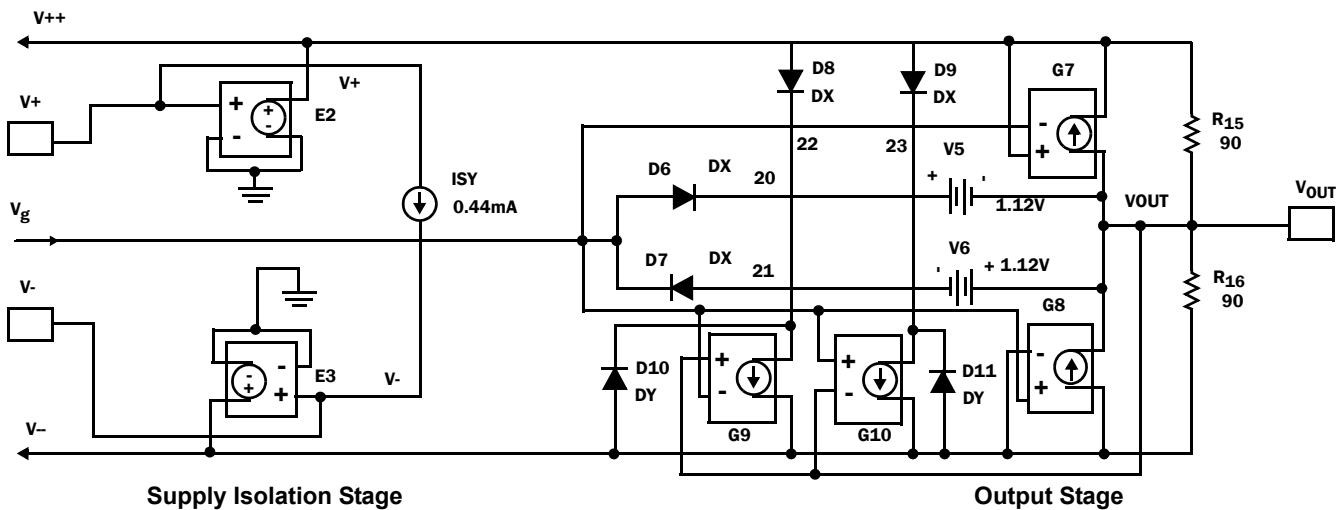 V++
V+
V+
+
-
+
-
E2
ISY
0.44mA
Vg
V-
-
+
-
+
E3
V-
V--
Supply Isolation Stage
D8
DX
D9
DX
G7
-
+
R15
90
22
23
D6
DX
20
V5
+
-
1.12V
VOUT
VOUT
D7
DX
21
V6
-
+ 1.12V
R16
90
G8
D10
DY
+
-
G9
+
-
G10
D11
DY
-
+
Output Stage